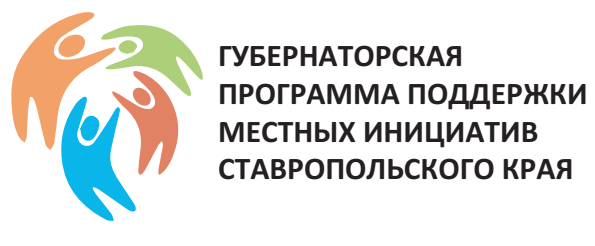 ГУБЕРНАТОРСКАЯ
ПРОГРАММА ПОДДЕРЖКИ
МЕСТНЫХ ИНИЦИАТИВ
СТАВРОПОЛЬСКОГО КРАЯ